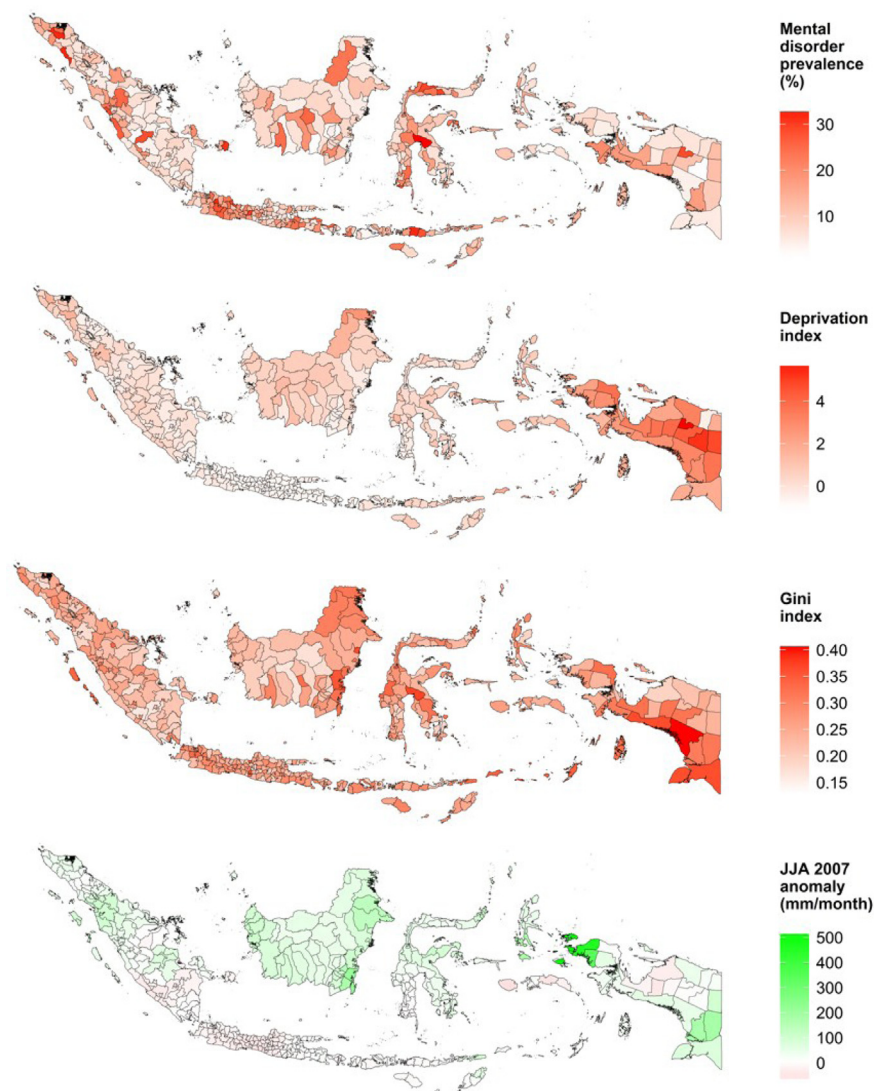 Mental
disorder
prevalence
(%)
30
20
10
Deprivation
index
4
2
0
Gini
index
0.40
0.35
0.30
0.25
0.20
0.15
JJA 2007
anomaly
(mm/month)
500
400
300
200
100
0